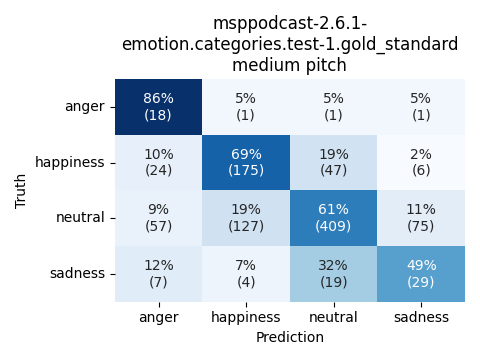 msppodcast-2.6.1-
emotion.categories.test-1.gold_standard
medium pitch
Truth
anger
86% 5% 5% 5%
(18) (1) (1) (1)
happiness
10% 69% 19% 2%
(24) (175) (47) (6)
neutral
9% 19% 61% 11%
(57) (127) (409) (75)
sadness
12% 7% 32% 49%
(7) (4) (19) (29)
anger happiness neutral sadness
Prediction